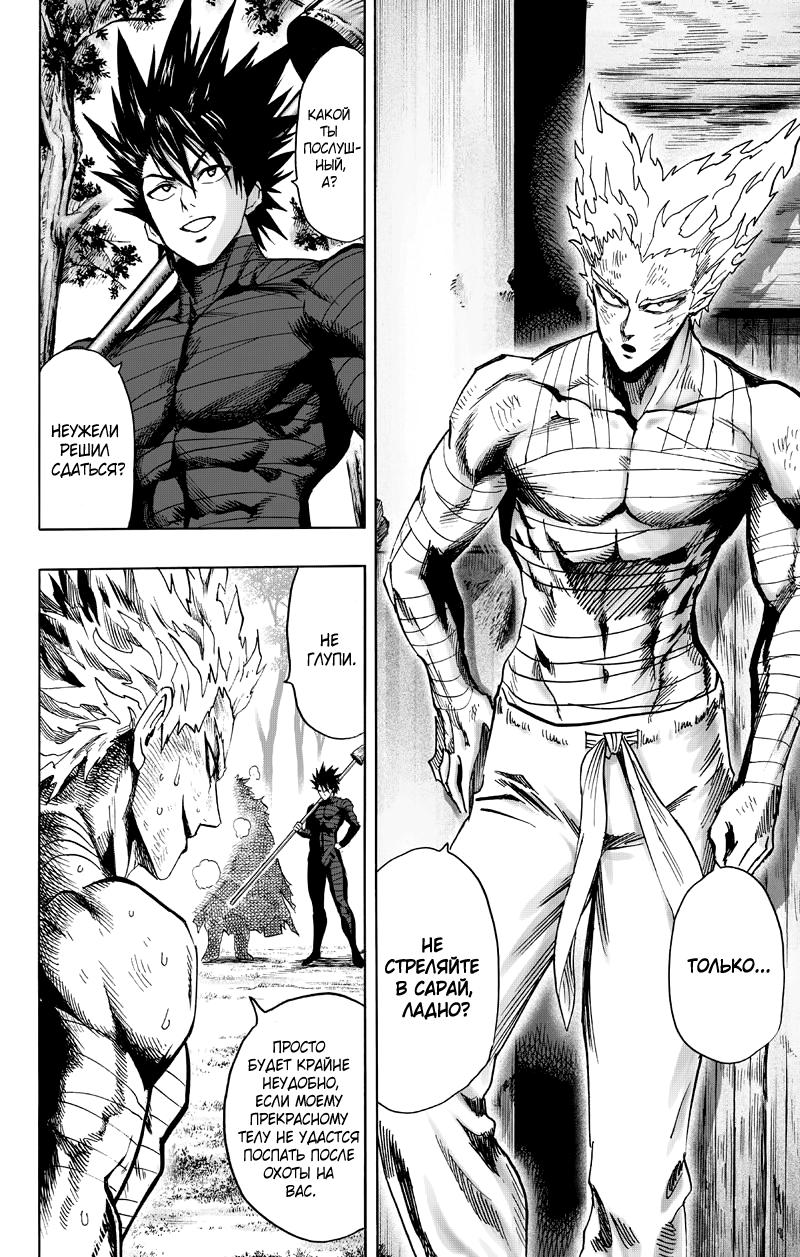 ТОЛЬКО...
НЕ
СТРЕЛЯЙТЕ
В САРАЙ,
ЛАДНО?
КАКОЙ
ТЫ
ПОСЛУШ-
НЫЙ,
А?
НЕУЖЕЛИ
РЕШИЛ
СДАТЬСЯ?
НЕ
ГЛУПИ.
ПРОСТО
БУДЕТ КРАЙНЕ
НЕУДОБНО,
ЕСЛИ МОЕМУ
ПРЕКРАСНОМУ
ТЕЛУ НЕ УДАСТСЯ
ПОСПАТЬ ПОСЛЕ
ОХОТЫ НА
ВАС.